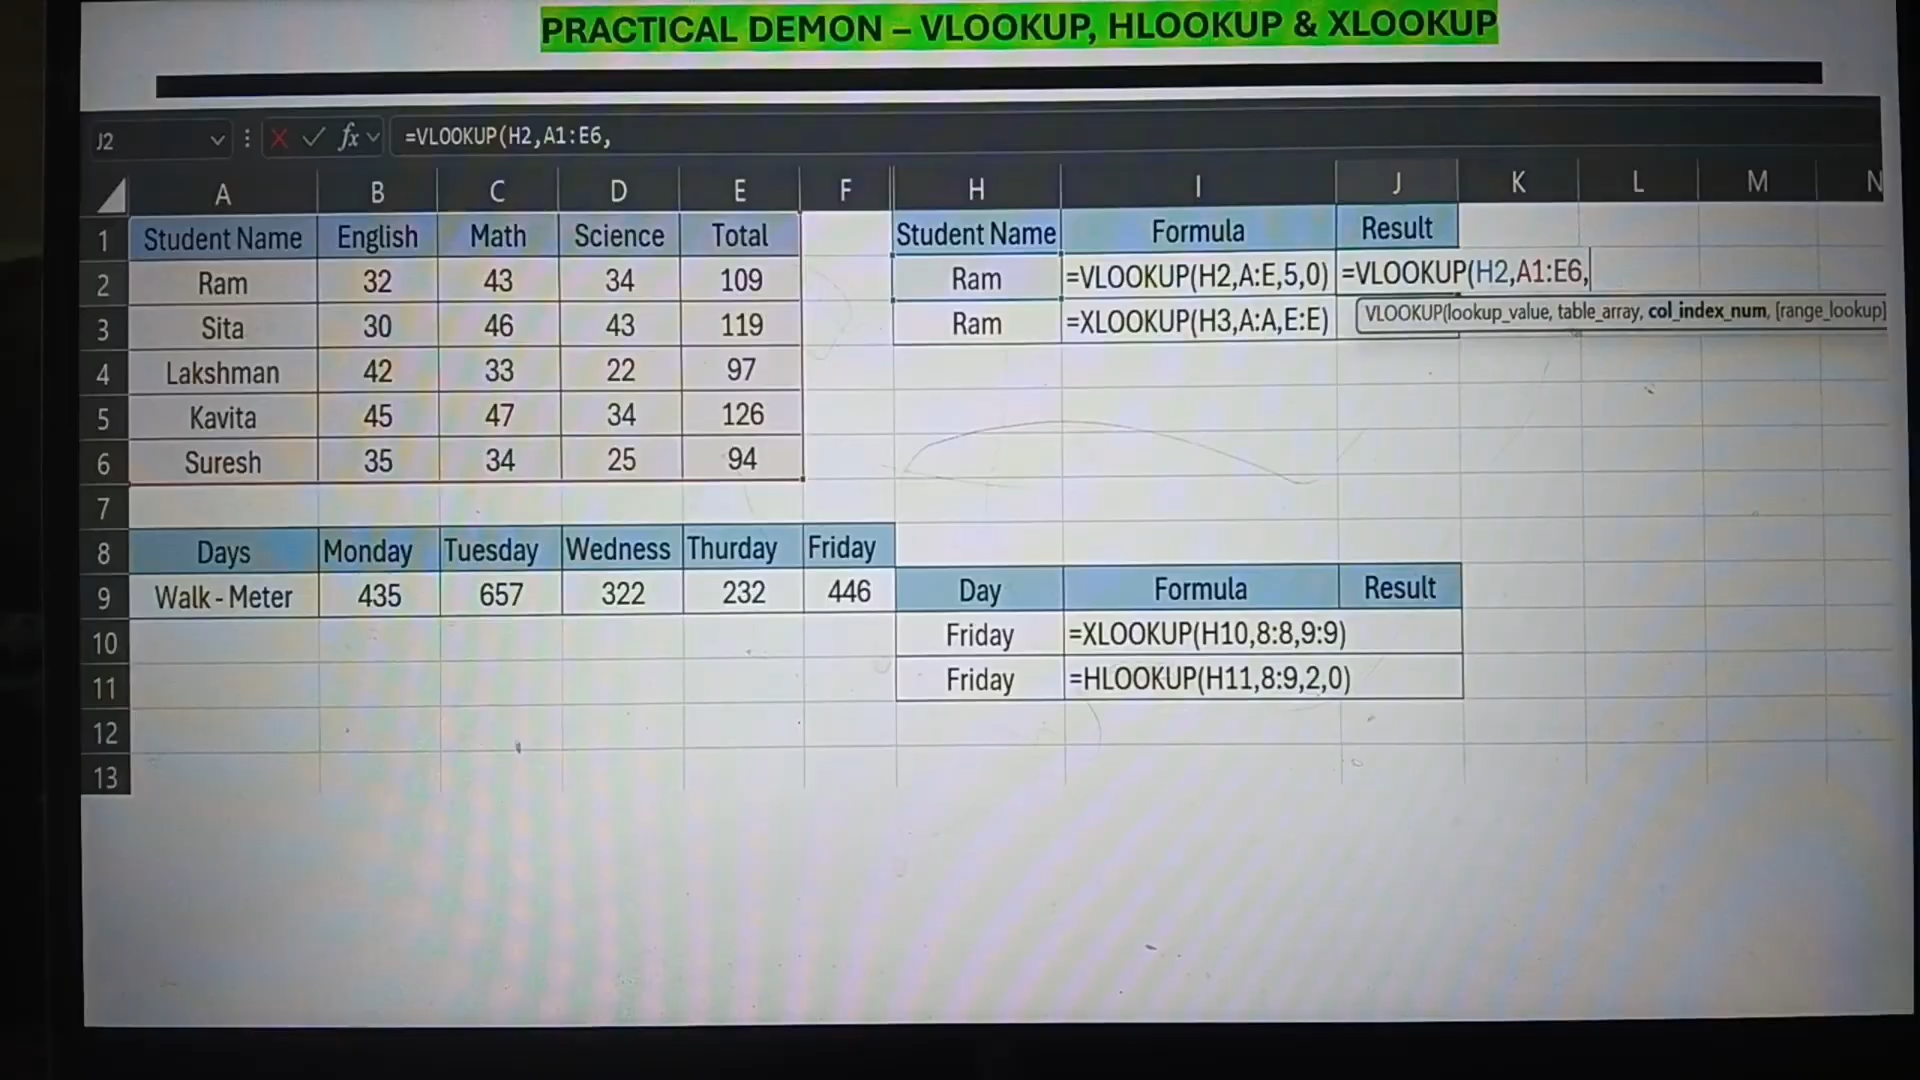 PRACTICAL DEMON – VLOOKUP, HLOOKUP & XLOOKUP
J2 fx =VLOOKUP(H2,A1:E6,
A B C D E F H I J K L M N
1 Student Name English Math Science Total Student Name Formula Result
2 Ram 32 43 34 109 Ram =VLOOKUP(H2,A:E,5,0) =VLOOKUP(H2,A1:E6,
3 Sita 30 46 43 119 Ram =XLOOKUP(H3,A:A,E:E) VLOOKUP(lookup_value, table_array, col_index_num, [range_lookup]
4 Lakshman 42 33 22 97
5 Kavita 45 47 34 126
6 Suresh 35 34 25 94
7
8 Days Monday Tuesday Wedness Thurday Friday
9 Walk - Meter 435 657 322 232 446 Day Formula Result
10 Friday =XLOOKUP(H10,8:8,9:9)
11 Friday =HLOOKUP(H11,8:9,2,0)
12
13